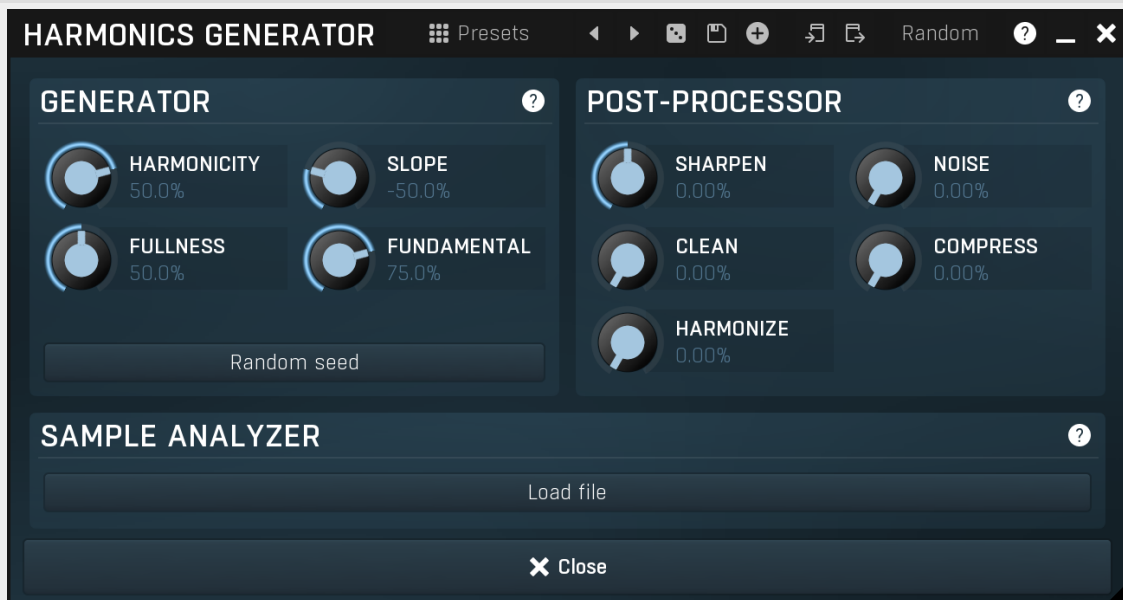 HARMONICS GENERATOR Presets Random ?
GENERATOR ?
HARMONICITY
50.0%
SLOPE
-50.0%
FULLNESS
50.0%
FUNDAMENTAL
75.0%
Random seed
POST-PROCESSOR ?
SHARPEN
0.00%
NOISE
0.00%
CLEAN
0.00%
COMPRESS
0.00%
HARMONIZE
0.00%
SAMPLE ANALYZER ?
Load file
Close